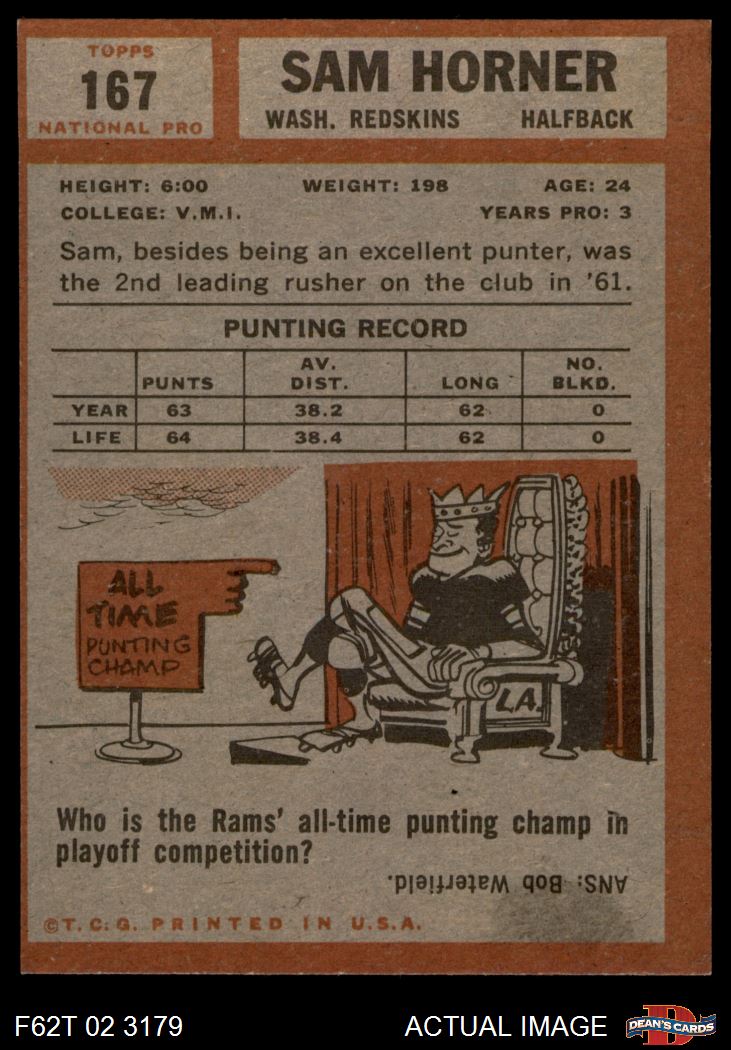 TOPPS
167
NATIONAL PRO
SAM HORNER
WASH. REDSKINS HALFBACK
HEIGHT: 6:00 WEIGHT: 198 AGE: 24
COLLEGE: V.M.I. YEARS PRO: 3
Sam, besides being an excellent punter, was
the 2nd leading rusher on the club in '61.
PUNTING RECORD
PUNTS AV. DIST. LONG NO. BLKD.
YEAR 63 38.2 62 0
LIFE 64 38.4 62 0
ALL
TIME
PUNTING
CHAMP
L.A.
Who is the Rams' all-time punting champ in
playoff competition?
ANS: Bob Waterfield.
©T.C.G. PRINTED IN U.S.A.
F62T 02 3179 ACTUAL IMAGE
D
DEAN'S CARDS